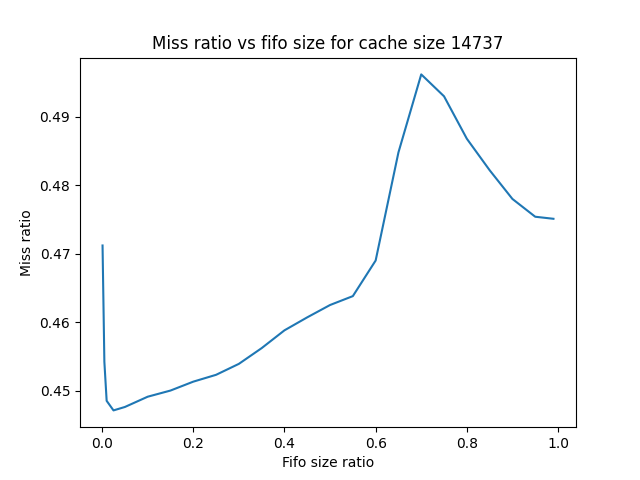 Miss ratio vs fifo size for cache size 14737
0.49
0.48
0.47
0.46
0.45
Miss ratio
0.0 0.2 0.4 0.6 0.8 1.0
Fifo size ratio